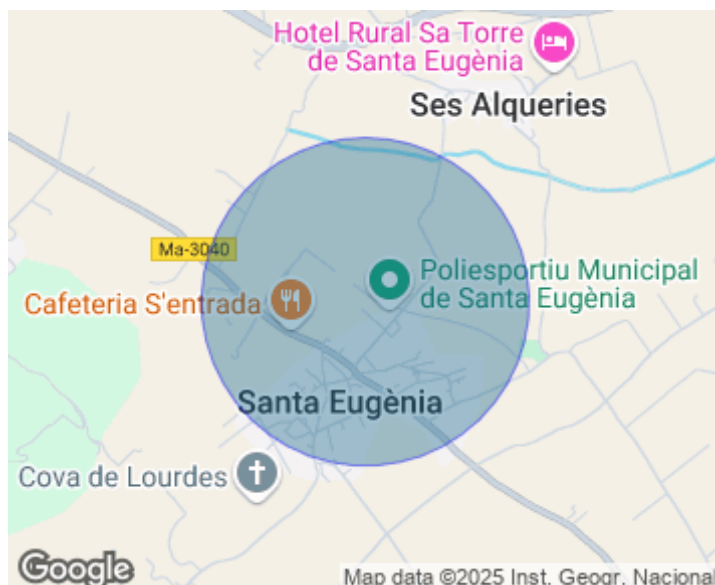 Hotel Rural Sa Torre
de Santa Eugènia
Ses Alqueries
Ma-3040
Poliesportiu Municipal
de Santa Eugènia
Cafeteria S'entrada
Santa Eugènia
Cova de Lourdes
Google
Map data ©2025 Inst. Geogr. Nacional